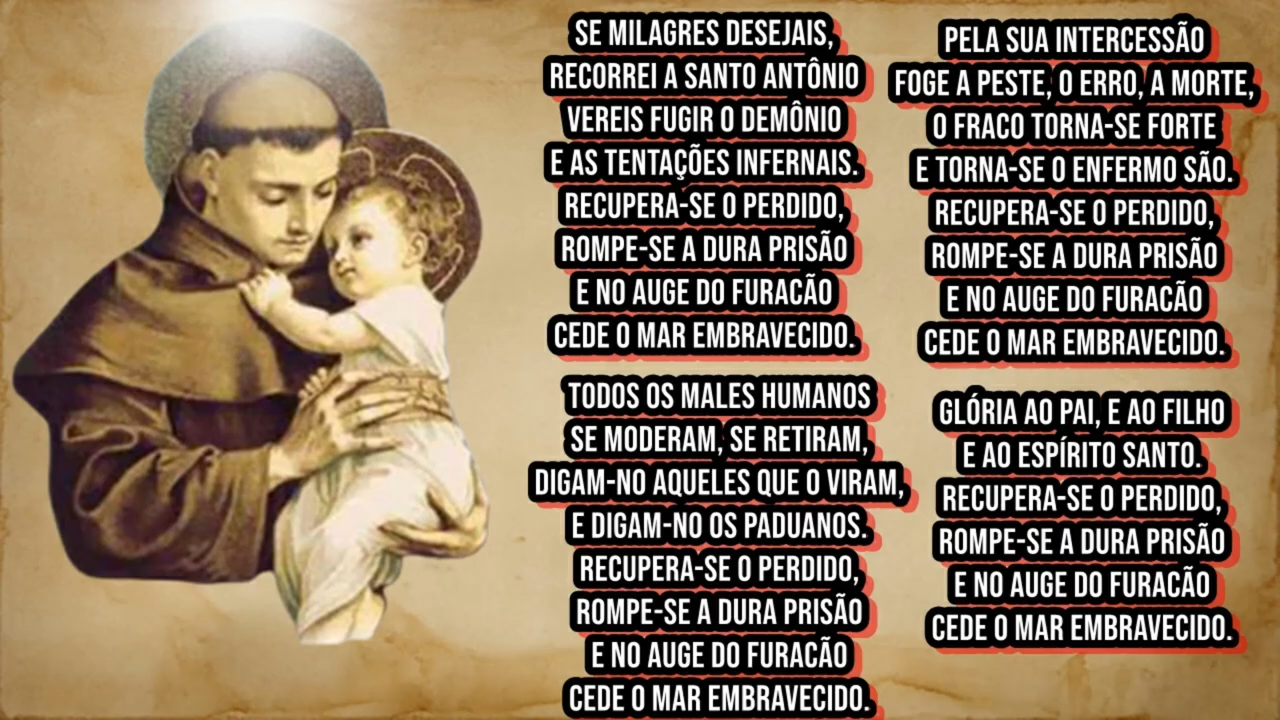 SE MILAGRES DESEJAIS,
RECORREI A SANTO ANTÔNIO
VEREIS FUGIR O DEMÔNIO
E AS TENTAÇÕES INFERNAIS.
RECUPERA-SE O PERDIDO,
ROMPE-SE A DURA PRISÃO
E NO AUGE DO FURACÃO
CEDE O MAR EMBRAVECIDO.
TODOS OS MALES HUMANOS
SE MODERAM, SE RETIRAM,
DIGAM-NO AQUELES QUE O VIRAM,
E DIGAM-NO OS PADUANOS.
RECUPERA-SE O PERDIDO,
ROMPE-SE A DURA PRISÃO
E NO AUGE DO FURACÃO
CEDE O MAR EMBRAVECIDO.
PELA SUA INTERCESSÃO
FOGE A PESTE, O ERRO, A MORTE,
O FRACO TORNA-SE FORTE
E TORNA-SE O ENFERMO SÃO.
RECUPERA-SE O PERDIDO,
ROMPE-SE A DURA PRISÃO
E NO AUGE DO FURACÃO
CEDE O MAR EMBRAVECIDO.
GLÓRIA AO PAI, E AO FILHO
E AO ESPÍRITO SANTO.
RECUPERA-SE O PERDIDO,
ROMPE-SE A DURA PRISÃO
E NO AUGE DO FURACÃO
CEDE O MAR EMBRAVECIDO.